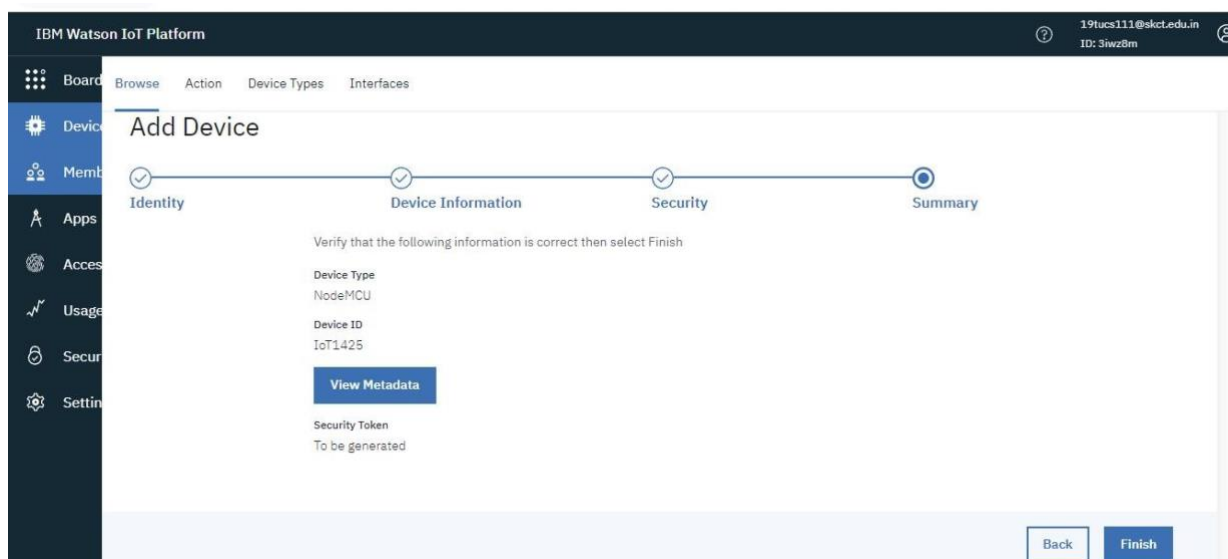 IBM Watson IoT Platform
19tucs111@skct.edu.in
ID: 3iwz8m
Board
Browse Action Device Types Interfaces
Device
Add Device
Memb
Identity Device Information Security Summary
Apps
Verify that the following information is correct then select Finish
Acces
Device Type
NodeMCU
Usage
Device ID
IoT1425
Secur
View Metadata
Settin
Security Token
To be generated
Back Finish